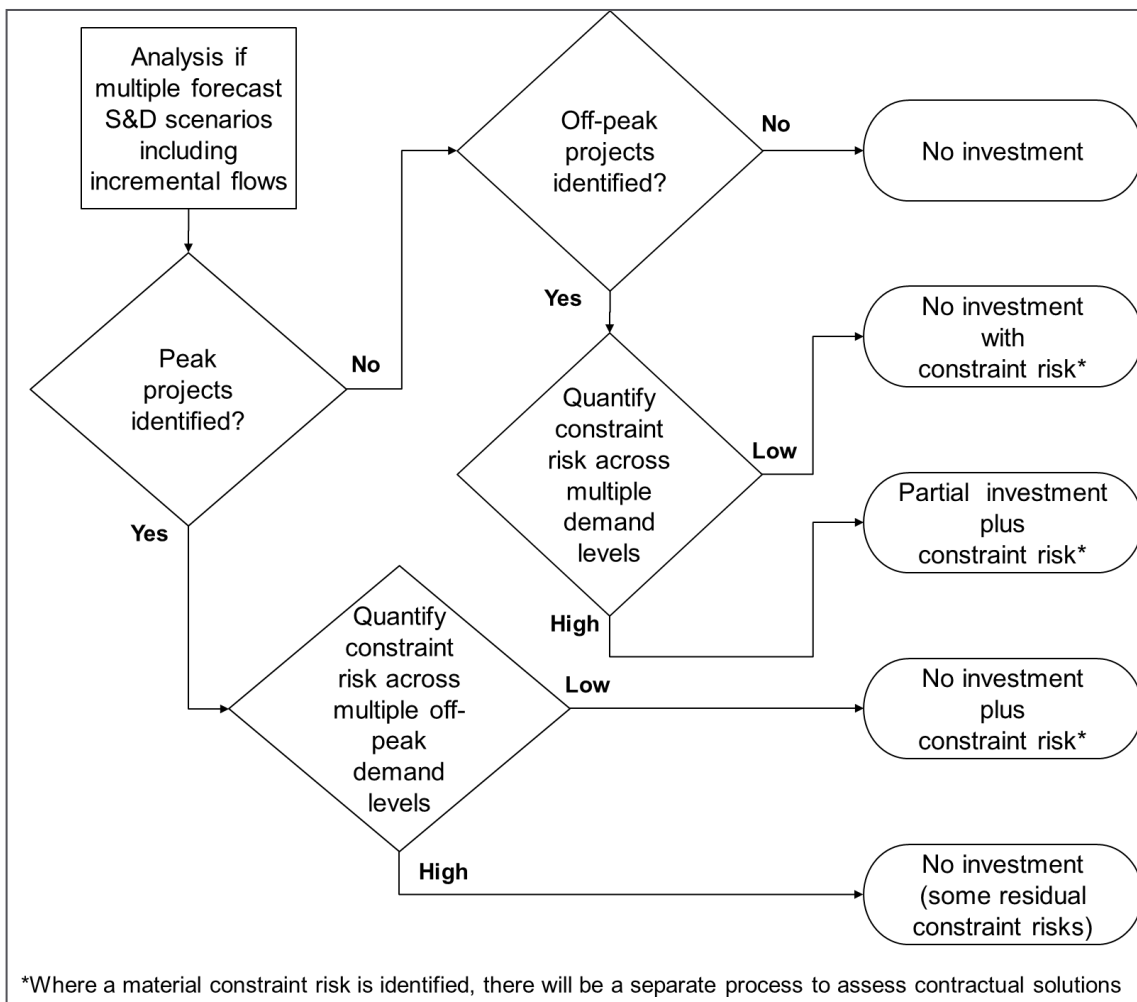 Analysis if
multiple forecast
S&D scenarios
including
incremental flows
Peak
projects
identified?
No
Yes
Off-peak
projects
identified?
No
Yes
No investment
Quantify
constraint
risk across
multiple
demand
levels
Low
High
No investment
with
constraint risk*
Partial investment
plus
constraint risk*
Quantify
constraint
risk across
multiple off-
peak
demand
levels
Low
High
No investment
plus
constraint risk*
No investment
(some residual
constraint risks)
*Where a material constraint risk is identified, there will be a separate process to assess contractual solutions